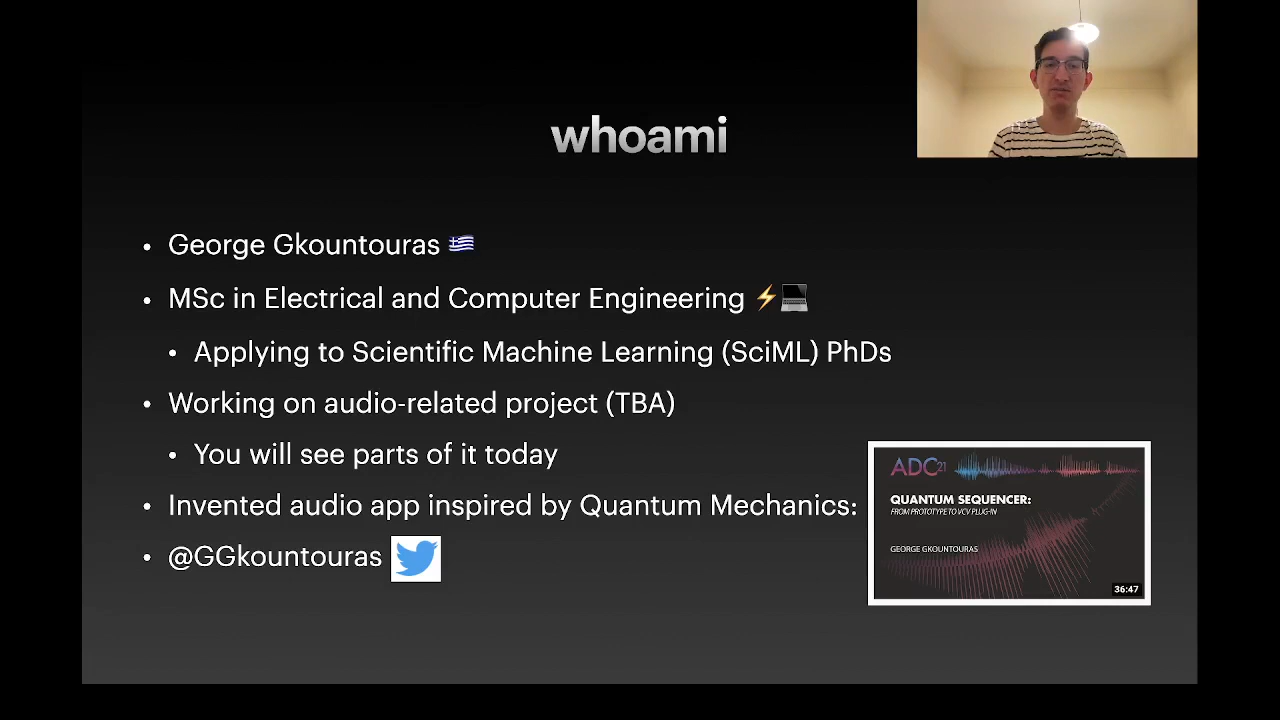 whoami
• George Gkountouras 🇬🇷
• MSc in Electrical and Computer Engineering ⚡💻
• Applying to Scientific Machine Learning (SciML) PhDs
• Working on audio-related project (TBA)
• You will see parts of it today
• Invented audio app inspired by Quantum Mechanics:
• @GGkountouras
ADC21
QUANTUM SEQUENCER:
FROM PROTOTYPE TO VCV PLUG-IN
GEORGE GKOUNTOURAS
36:47